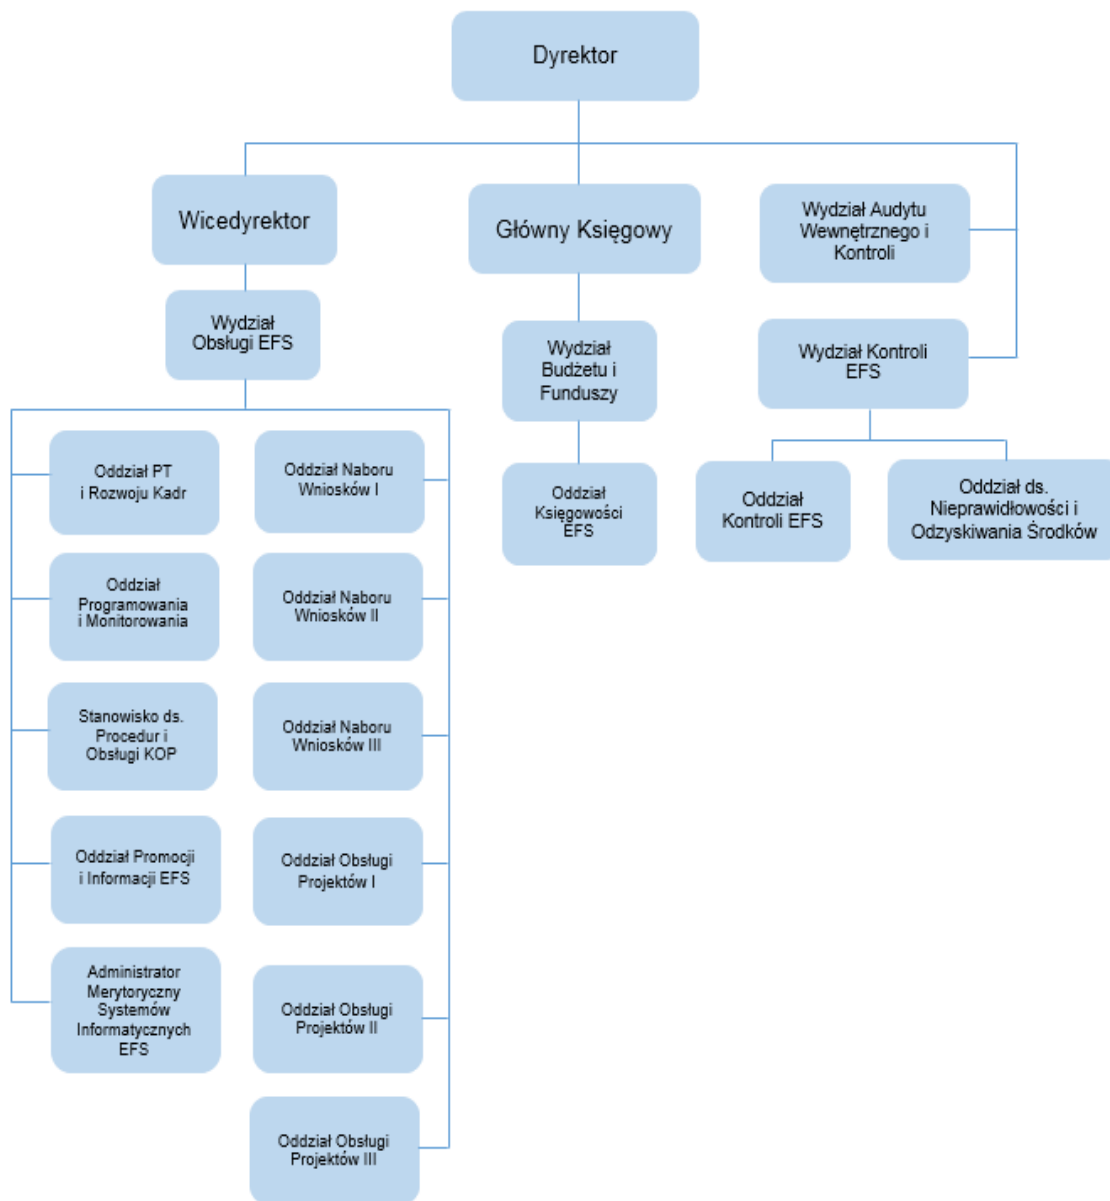 Dyrektor
Wicedyrektor
Główny Księgowy
Wydział Audytu
Wewnętrznego i
Kontroli
Wydział
Obsługi EFS
Wydział
Budżetu i
Funduszy
Wydział Kontroli
EFS
Oddział PT
i Rozwoju Kadr
Oddział Naboru
Wniosków I
Oddział
Księgowości
EFS
Oddział
Kontroli EFS
Oddział ds.
Nieprawidłowości i
Odzyskiwania Środków
Oddział
Programowania
i Monitorowania
Oddział Naboru
Wniosków II
Stanowisko ds.
Procedur i
Obsługi KOP
Oddział Naboru
Wniosków III
Oddział Promocji
i Informacji EFS
Oddział Obsługi
Projektów I
Administrator
Merytoryczny
Systemów
Informatycznych
EFS
Oddział Obsługi
Projektów II
Oddział Obsługi
Projektów III